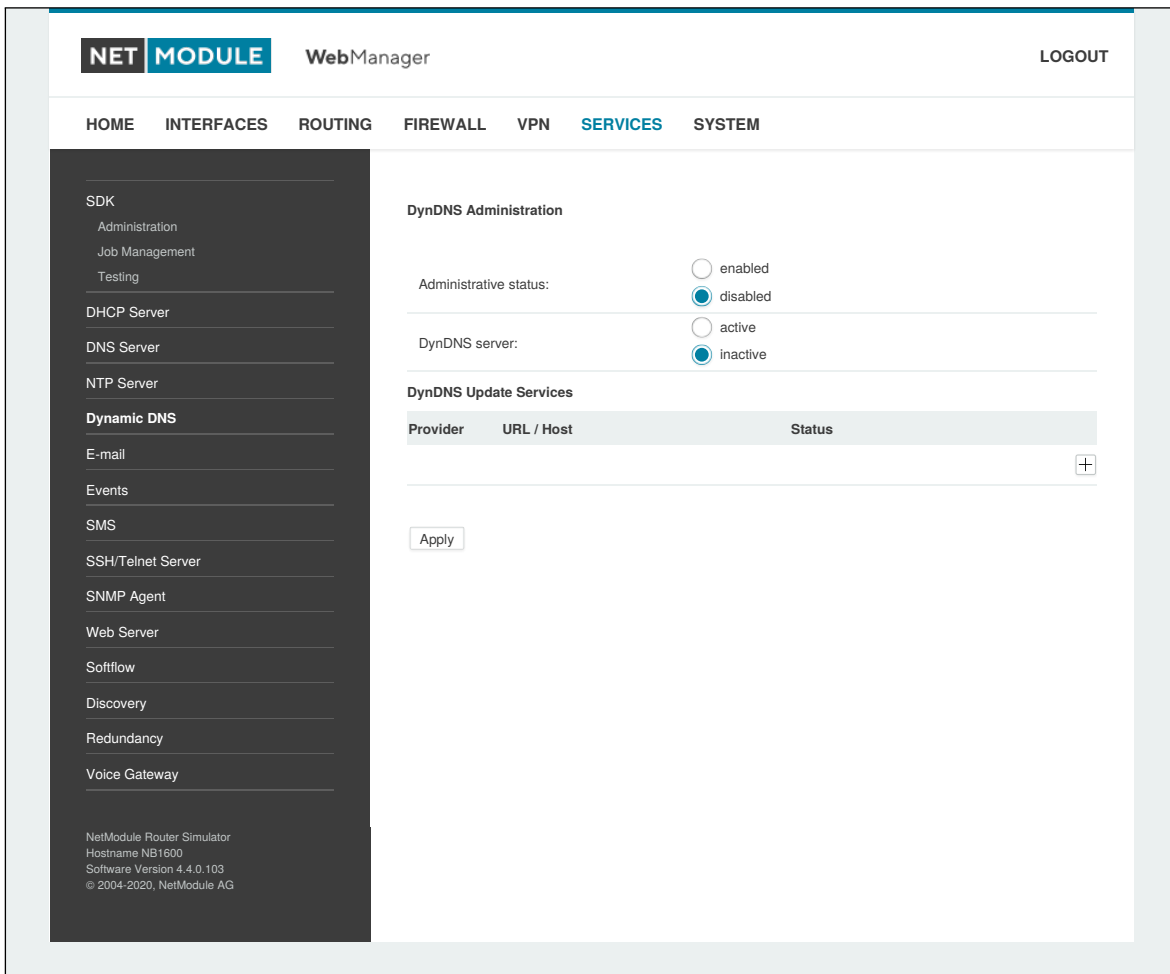 NET MODULE WebManager LOGOUT
HOME INTERFACES ROUTING FIREWALL VPN SERVICES SYSTEM
SDK
Administration
Job Management
Testing
DHCP Server
DNS Server
NTP Server
Dynamic DNS
E-mail
Events
SMS
SSH/Telnet Server
SNMP Agent
Web Server
Softflow
Discovery
Redundancy
Voice Gateway
NetModule Router Simulator
Hostname NB1600
Software Version 4.4.0.103
© 2004-2020, NetModule AG
DynDNS Administration
Administrative status:
enabled
disabled
DynDNS server:
active
inactive
DynDNS Update Services
Provider URL / Host Status
Apply